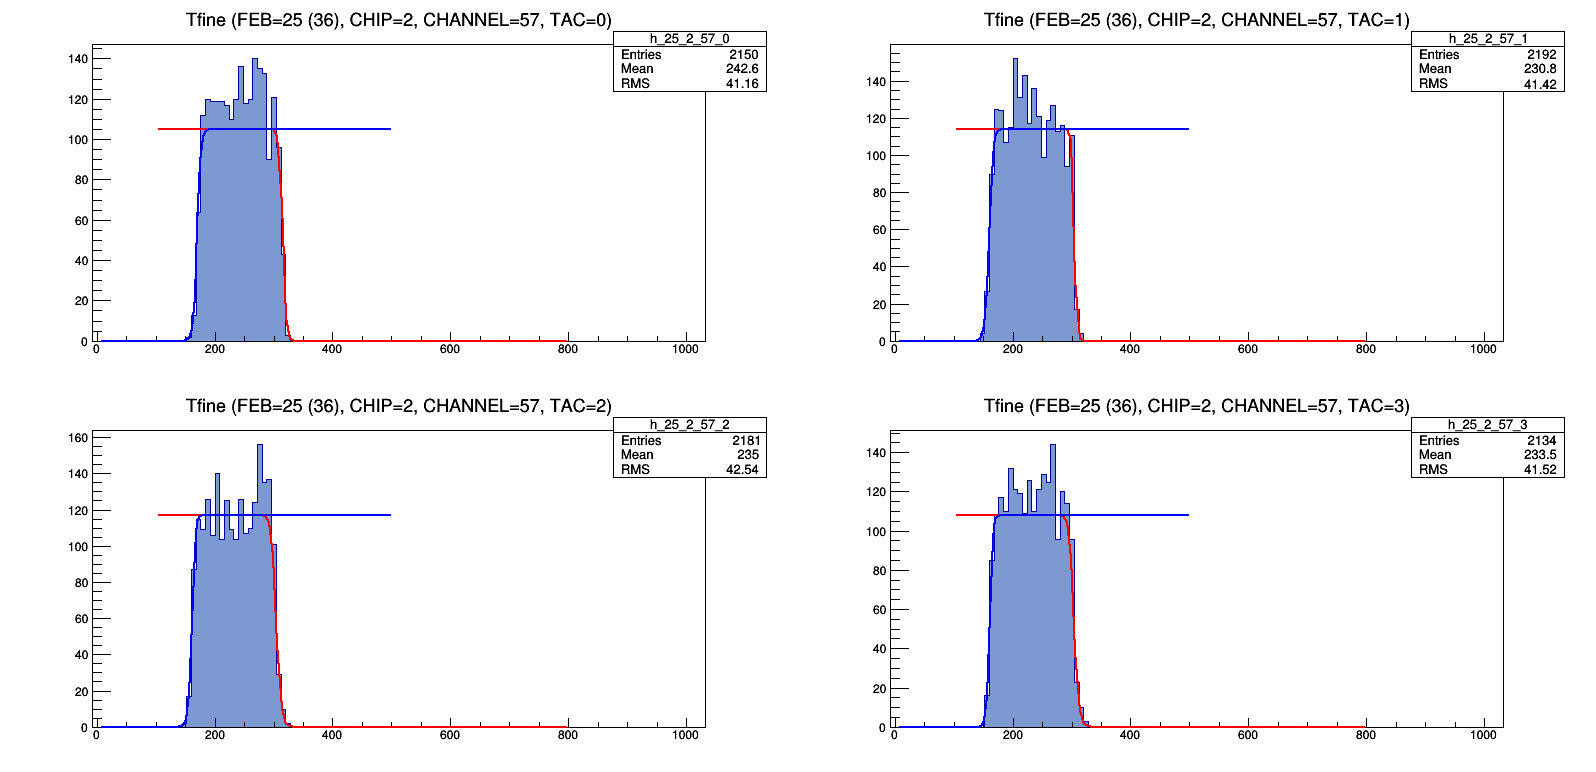 Tfine (FEB=25 (36), CHIP=2, CHANNEL=57, TAC=0)
h_25_2_57_0
Entries 2150
Mean 242.6
RMS 41.16
140
120
100
80
60
40
20
0
0 200 400 600 800 1000
Tfine (FEB=25 (36), CHIP=2, CHANNEL=57, TAC=1)
h_25_2_57_1
Entries 2192
Mean 230.8
RMS 41.42
140
120
100
80
60
40
20
0
0 200 400 600 800 1000
Tfine (FEB=25 (36), CHIP=2, CHANNEL=57, TAC=2)
h_25_2_57_2
Entries 2181
Mean 235
RMS 42.54
160
140
120
100
80
60
40
20
0
0 200 400 600 800 1000
Tfine (FEB=25 (36), CHIP=2, CHANNEL=57, TAC=3)
h_25_2_57_3
Entries 2134
Mean 233.5
RMS 41.52
140
120
100
80
60
40
20
0
0 200 400 600 800 1000